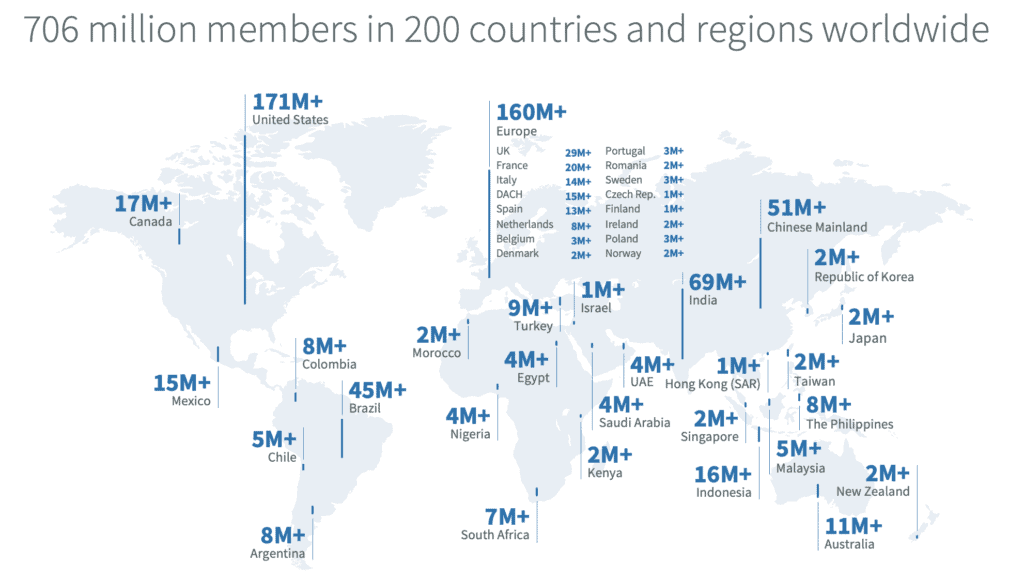 706 million members in 200 countries and regions worldwide
171M+
United States
160M+
Europe
UK 29M+ Portugal 3M+
France 20M+ Romania 2M+
Italy 14M+ Sweden 3M+
DACH 15M+ Czech Rep. 1M+
Spain 13M+ Finland 1M+
Netherlands 8M+ Ireland 2M+
Belgium 3M+ Poland 3M+
Denmark 2M+ Norway 2M+
17M+
Canada
51M+
Chinese Mainland
2M+
Republic of Korea
69M+
India
1M+
Israel
9M+
Turkey
2M+
Japan
2M+
Morocco
8M+
Colombia
4M+
Egypt
4M+
UAE
1M+
Hong Kong (SAR)
2M+
Taiwan
15M+
Mexico
45M+
Brazil
4M+
Nigeria
4M+
Saudi Arabia
2M+
Singapore
8M+
The Philippines
5M+
Chile
2M+
Kenya
5M+
Malaysia
16M+
Indonesia
2M+
New Zealand
7M+
South Africa
8M+
Argentina
11M+
Australia